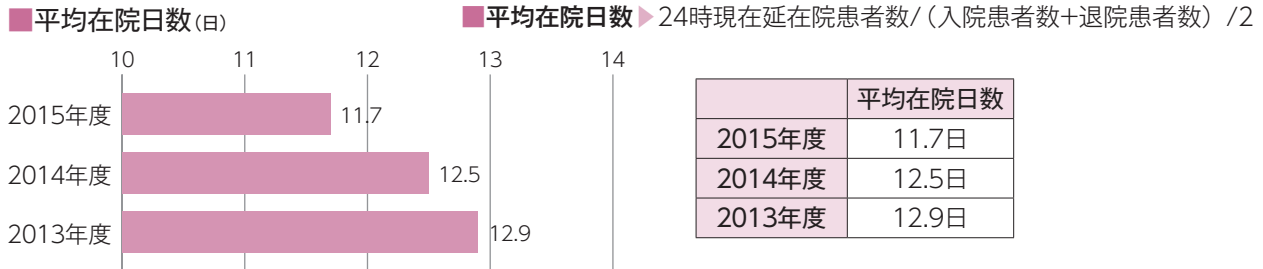 ■平均在院日数(日)
■平均在院日数▶24時現在延在院患者数/(入院患者数+退院患者数)/2
10 11 12 13 14
2015年度 11.7
2014年度 12.5
2013年度 12.9
平均在院日数
2015年度 11.7日
2014年度 12.5日
2013年度 12.9日